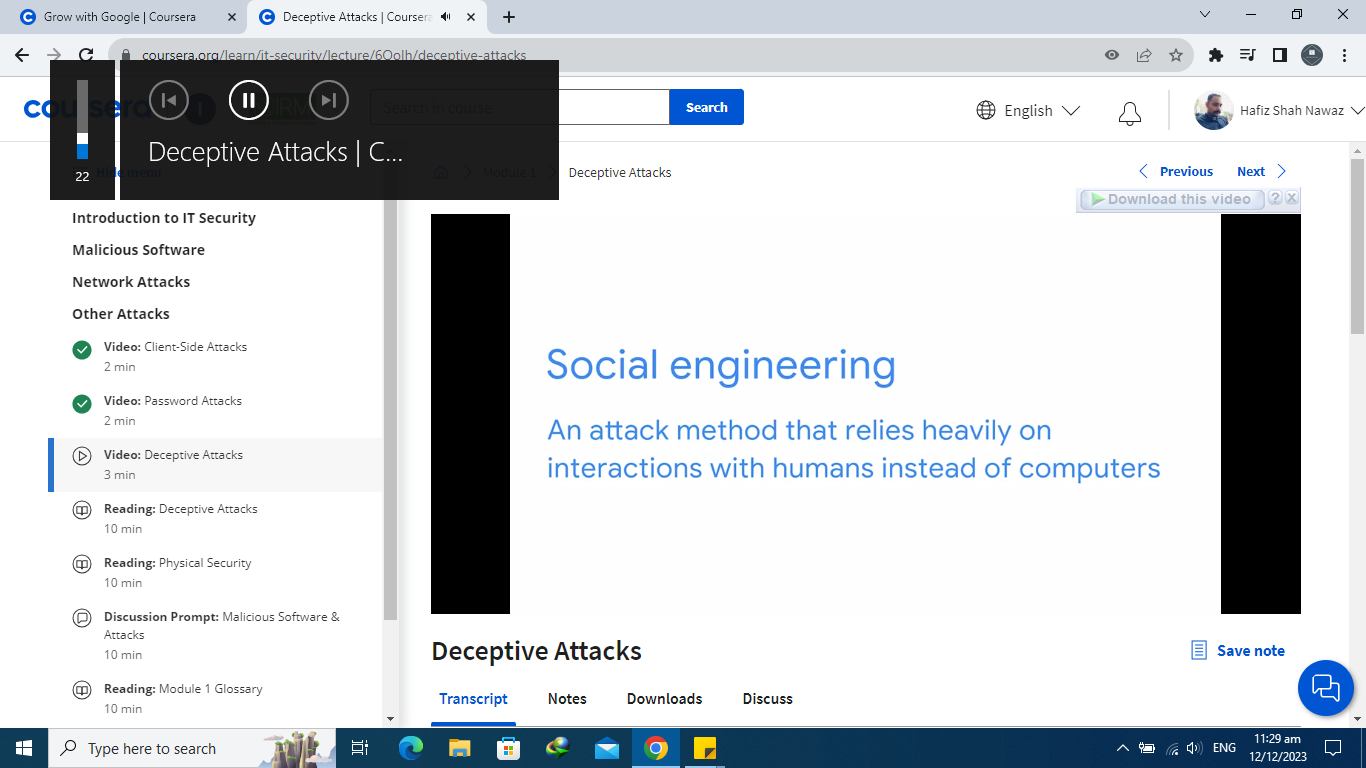 Grow with Google | Coursera
Deceptive Attacks | Coursera
coursera.org/learn/it-security/lecture/6Oolh/deceptive-attacks
coursera
Search in course
Search
English
Hafiz Shah Nawaz
22
Deceptive Attacks | C...
Hide menu
Module 1
Deceptive Attacks
Previous
Next
Download this video
?
X
Introduction to IT Security
Malicious Software
Network Attacks
Other Attacks
Video: Client-Side Attacks
2 min
Video: Password Attacks
2 min
Video: Deceptive Attacks
3 min
Reading: Deceptive Attacks
10 min
Reading: Physical Security
10 min
Discussion Prompt: Malicious Software &
Attacks
10 min
Reading: Module 1 Glossary
10 min
Social engineering
An attack method that relies heavily on
interactions with humans instead of computers
Deceptive Attacks
Save note
Transcript
Notes
Downloads
Discuss
Type here to search
ENG
11:29 am
12/12/2023